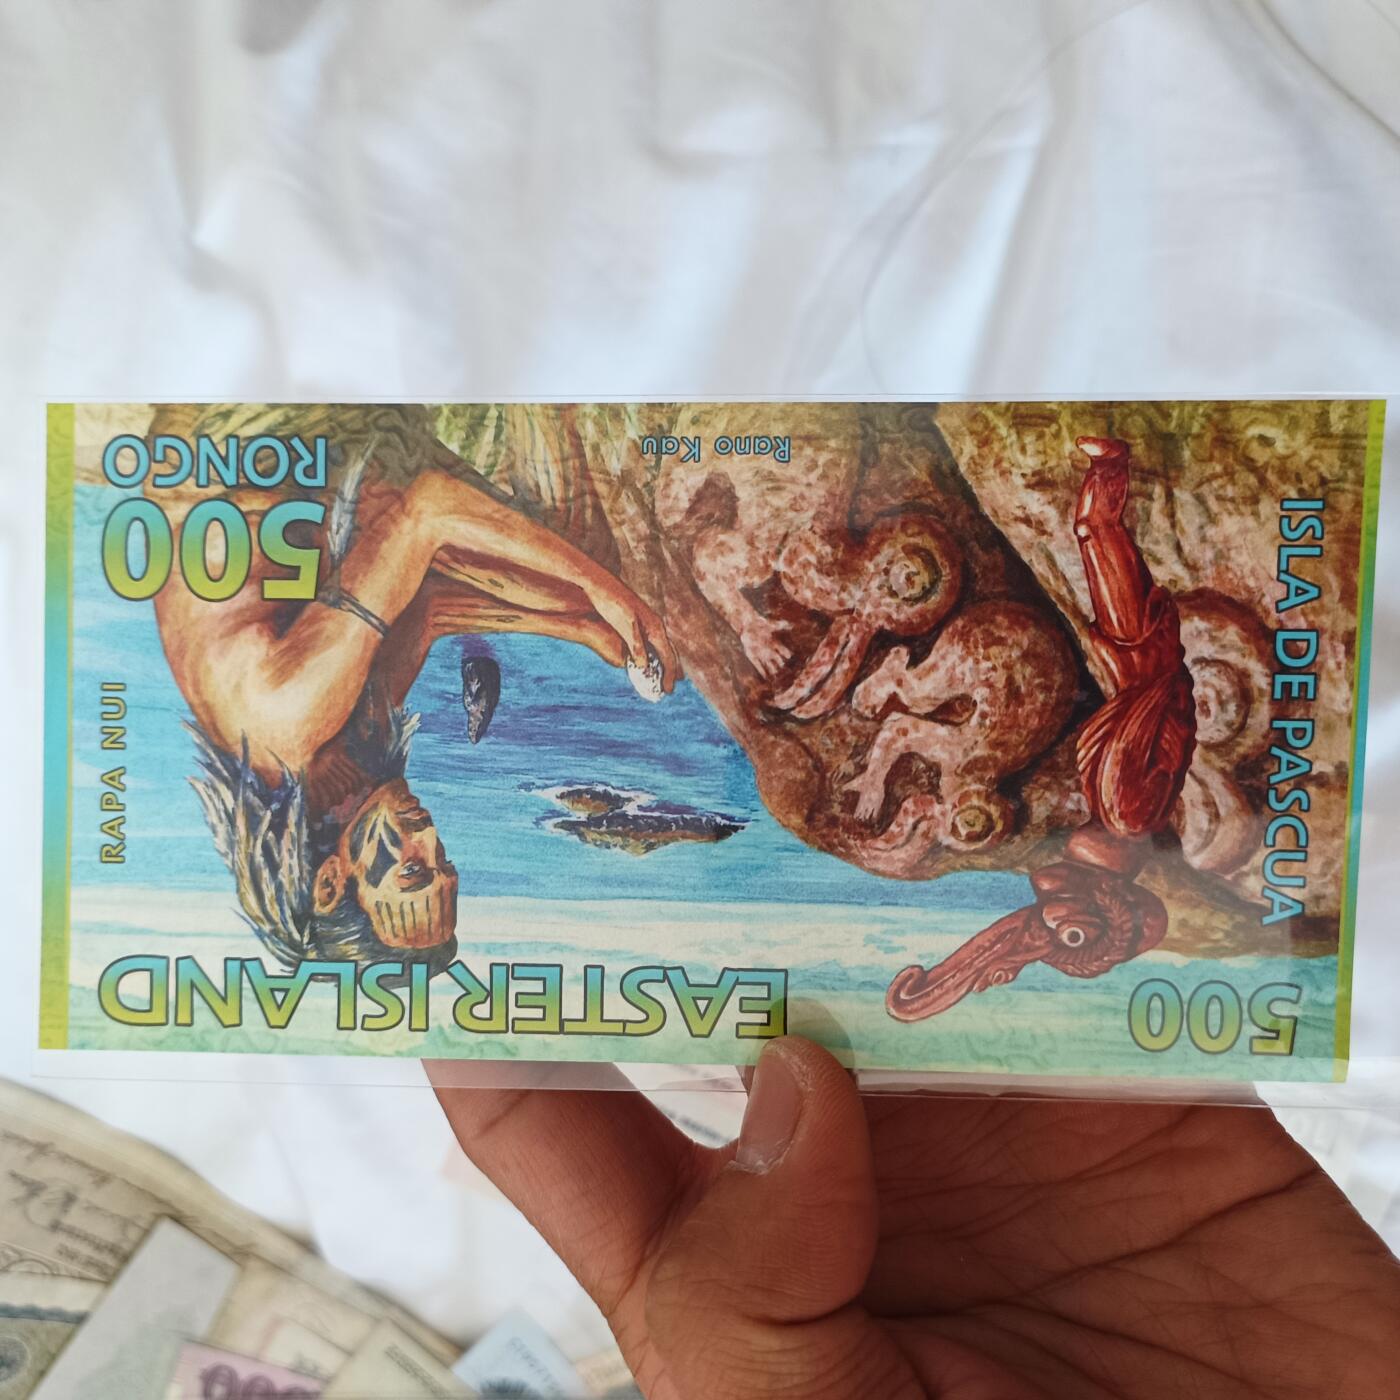 EASTER ISLAND
500
RAPA NUI
ISLA DE PASCUA
500
RONGO
Rano Kau